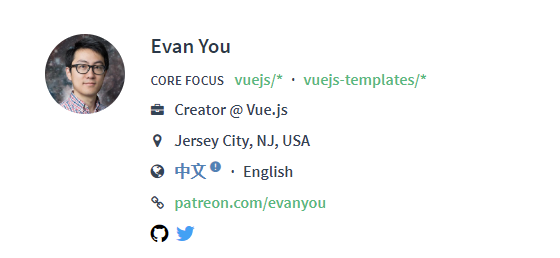 Evan You
CORE FOCUS vuejs/* · vuejs-templates/*
Creator @ Vue.js
Jersey City, NJ, USA
中文 ! · English
patreon.com/evanyou